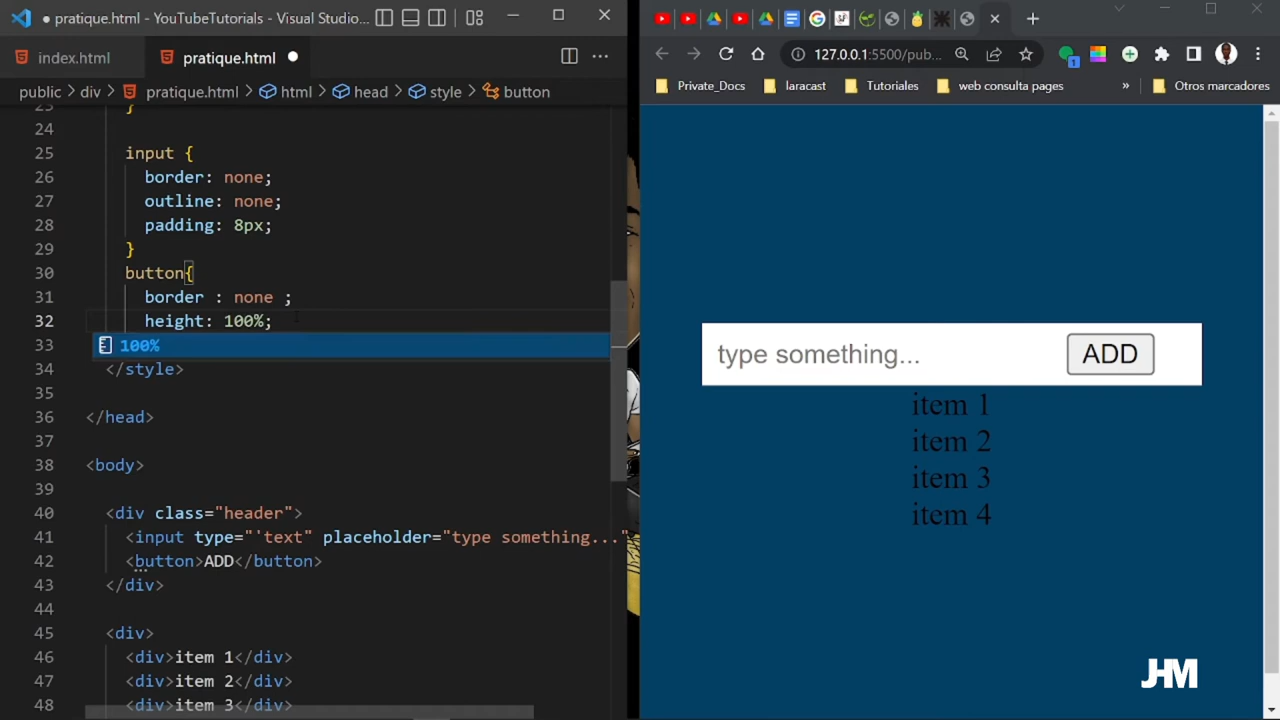 pratique.html - YouTubeTutorials - Visual Studio...
index.html
pratique.html
public > div > pratique.html > html > head > style > button
23 }
24
25 input {
26 border: none;
27 outline: none;
28 padding: 8px;
29 }
30 button{
31 border : none ;
32 height: 100%;
33 100%
34 </style>
35
36 </head>
37
38 <body>
39
40 <div class="header">
41 <input type="'text" placeholder="type something..."
42 <button>ADD</button>
43 </div>
44
45 <div>
46 <div>item 1</div>
47 <div>item 2</div>
48 <div>item 3</div>
127.0.0.1:5500/pub...
1
Private_Docs
laracast
Tutoriales
web consulta pages
»
Otros marcadores
type something...
ADD
item 1
item 2
item 3
item 4
JHM